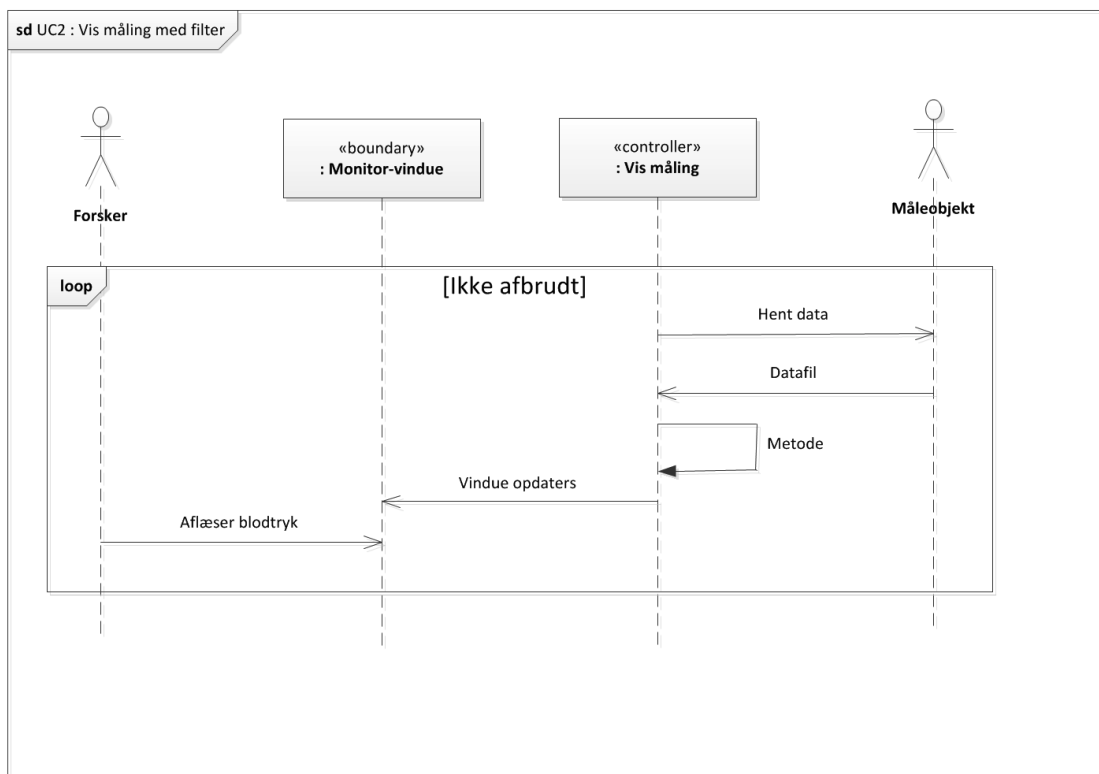 sd UC2 : Vis måling med filter
«boundary»
: Monitor-vindue
«controller»
: Vis måling
Forsker
Måleobjekt
loop
[Ikke afbrudt]
Hent data
Datafil
Metode
Vindue opdaters
Aflæser blodtryk